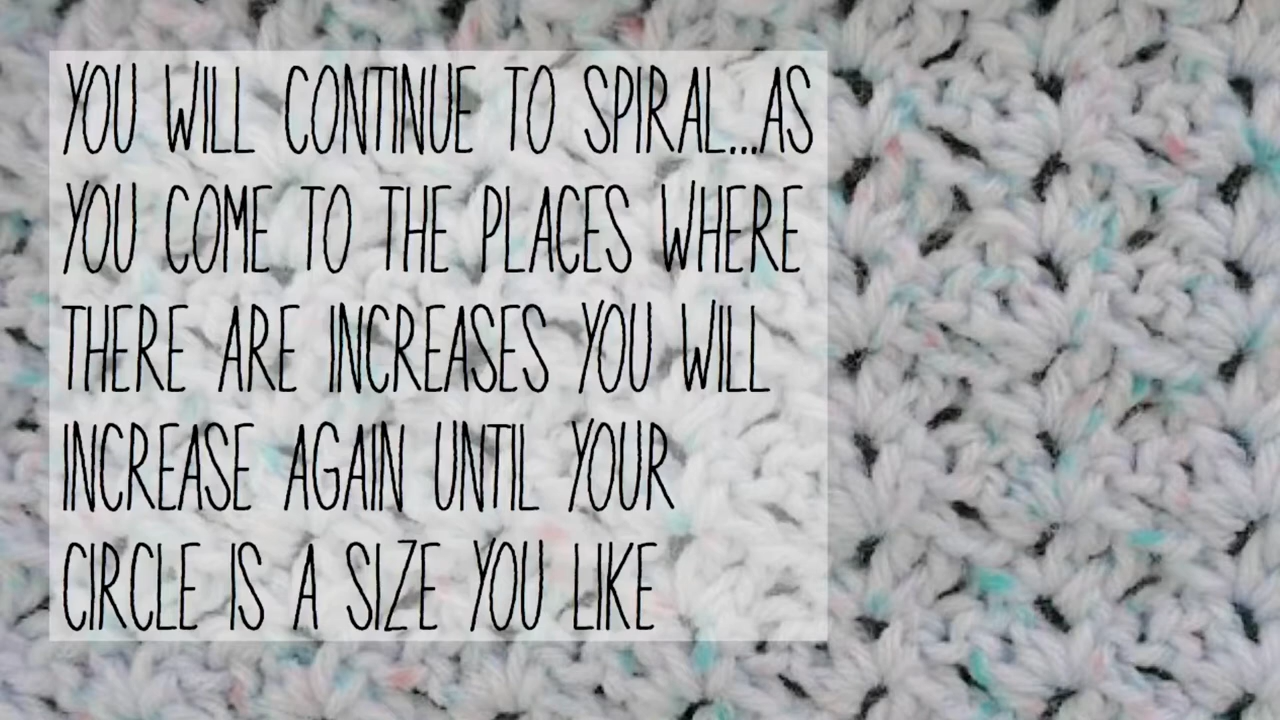 YOU WILL CONTINUE TO SPIRAL...AS
YOU COME TO THE PLACES WHERE
THERE ARE INCREASES YOU WILL
INCREASE AGAIN UNTIL YOUR
CIRCLE IS A SIZE YOU LIKE